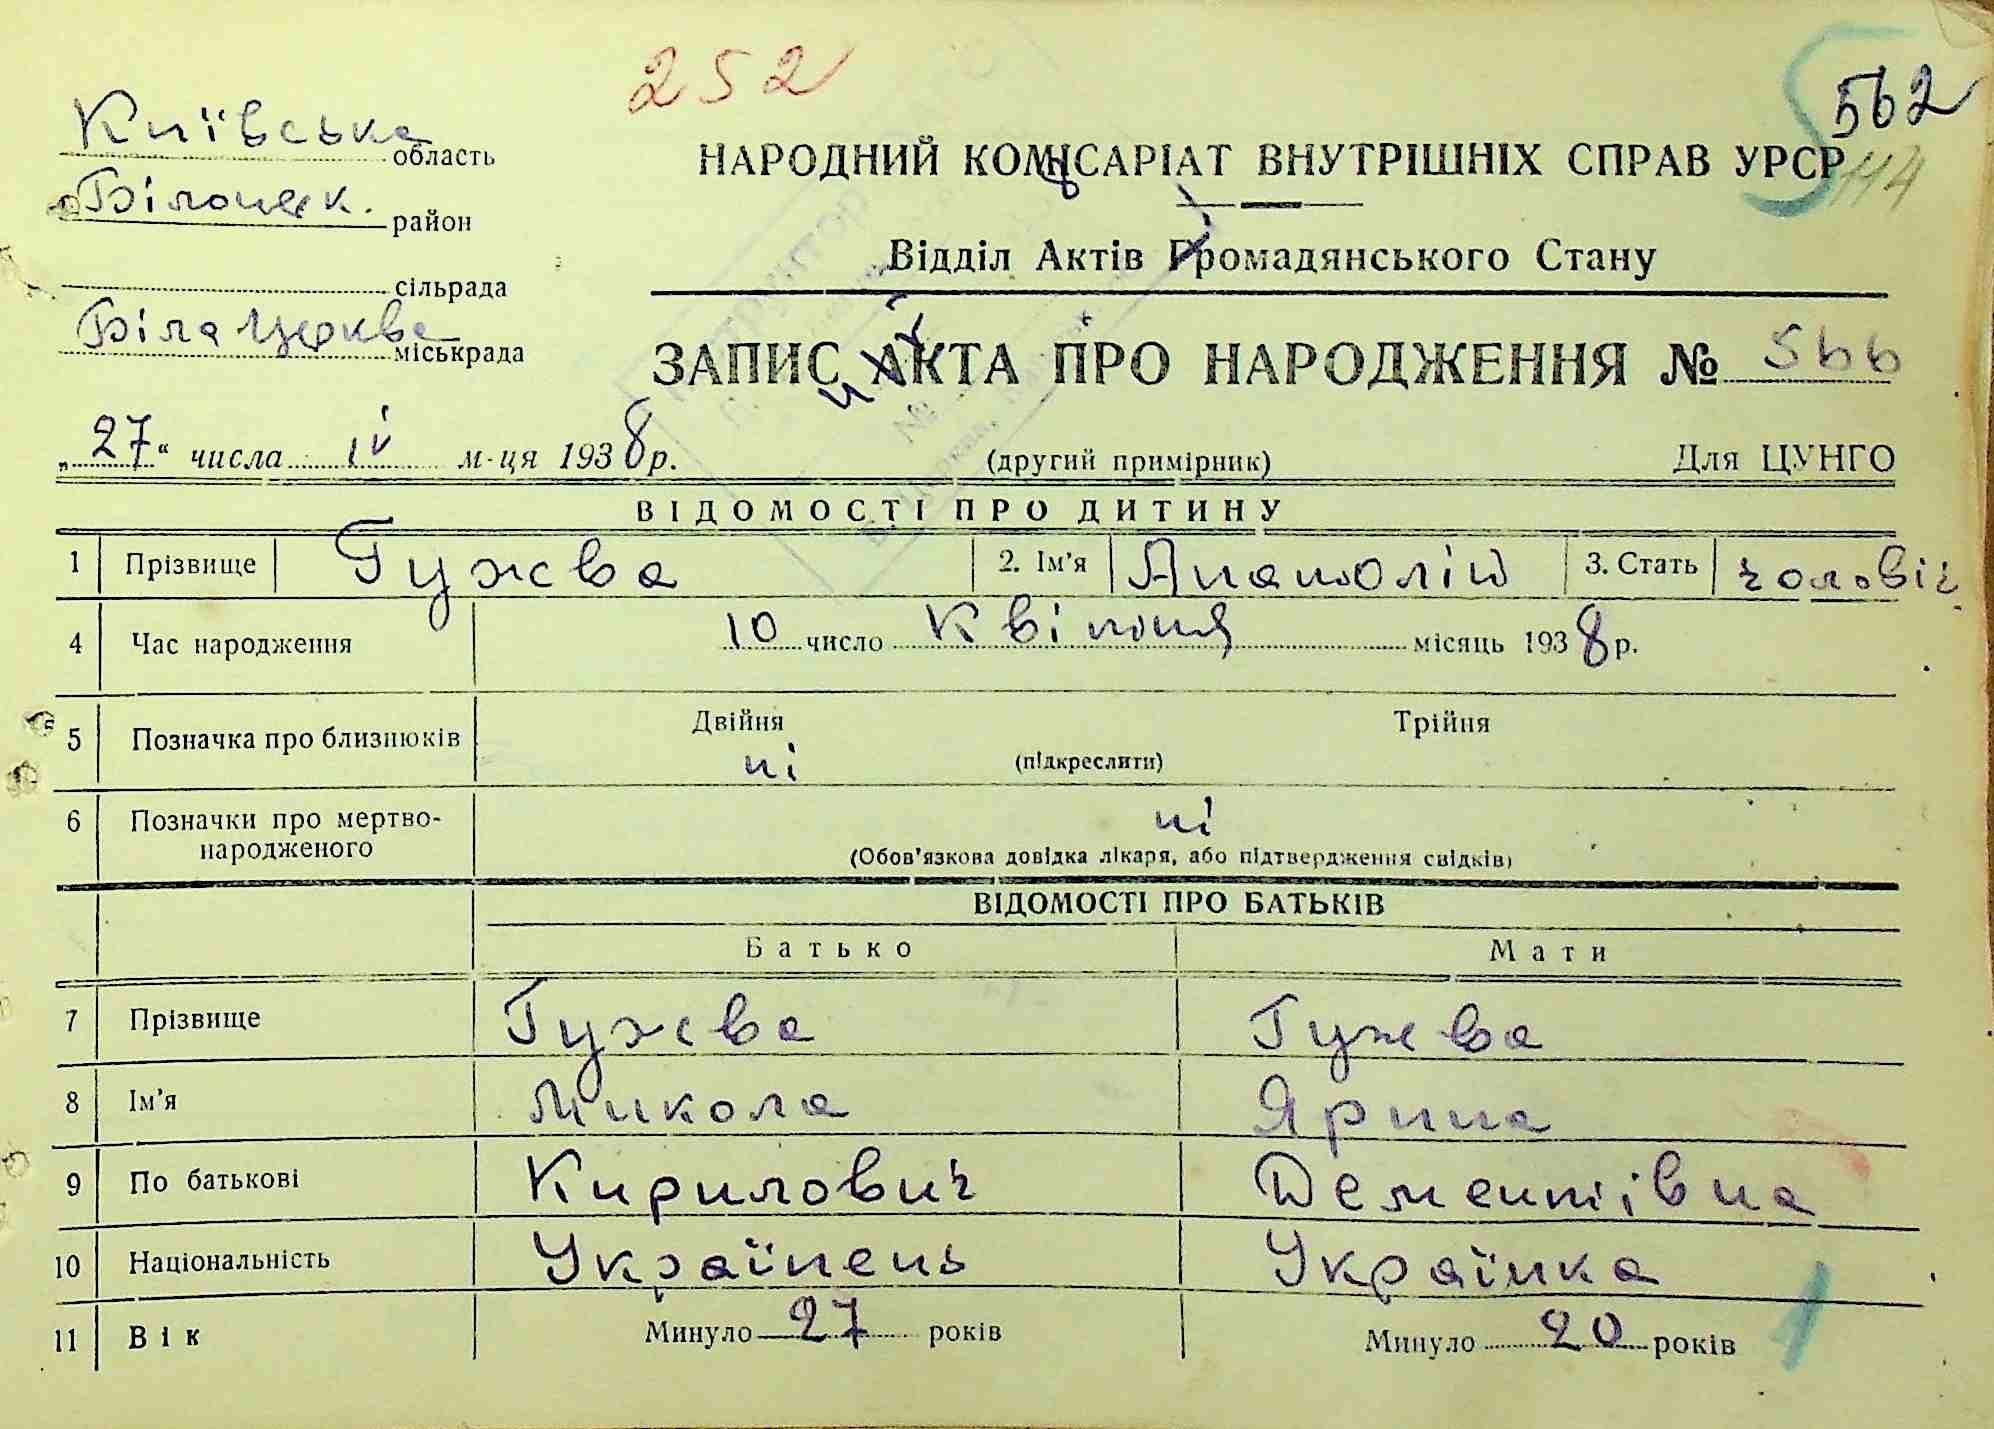 252
562
114
Київська область
Білоцерк. район
сільрада
Біла Церква міськрада
НАРОДНИЙ КОМІСАРІАТ ВНУТРІШНІХ СПРАВ УРСР
Відділ Актів Громадянського Стану
ЗАПИС АКТА ПРО НАРОДЖЕННЯ № 566
„27“ числа IV м-ця 1938 р. (другий примірник) Для ЦУНГО
ВІДОМОСТІ ПРО ДИТИНУ
1 Прізвище Гужва 2. Ім'я Анатолій 3. Стать чоловіч
4 Час народження 10 число Квітня місяць 1938 р.
5 Позначка про близнюків Двійня Трійня
ні (підкреслити)
6 Позначки про мертво-
народженого ні
(Обов'язкова довідка лікаря, або підтвердження свідків)
ВІДОМОСТІ ПРО БАТЬКІВ
Батько Мати
7 Прізвище Гужва Гужва
8 Ім'я Микола Ярина
9 По батькові Кирилович Дементіівна
10 Національність Українець Українка
11 Вік Минуло 27 років Минуло 20 років